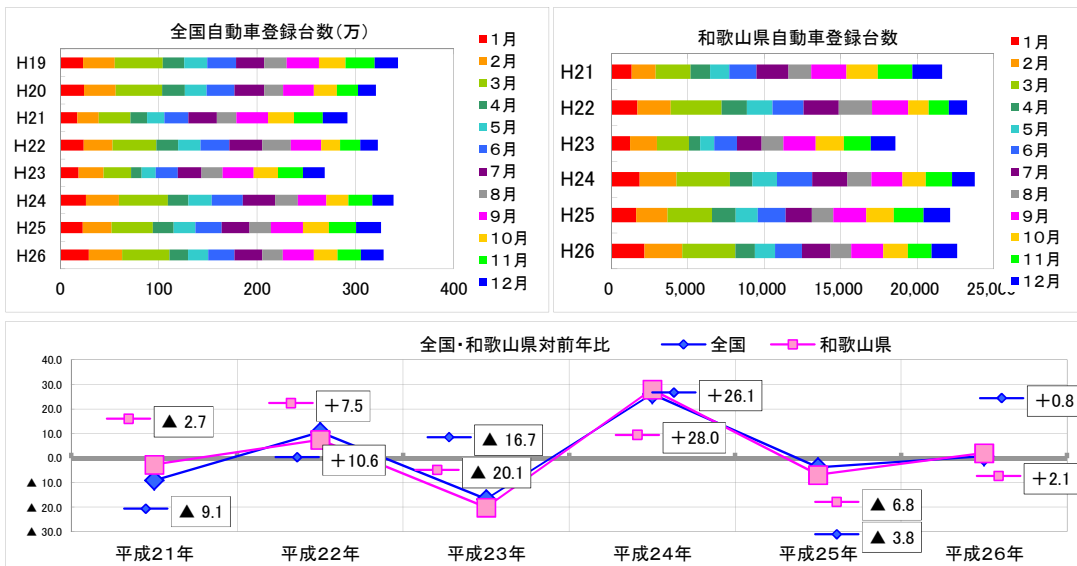 全国自動車登録台数(万)
H19
H20
H21
H22
H23
H24
H25
H26
0
100
200
300
400
1月
2月
3月
4月
5月
6月
7月
8月
9月
10月
11月
12月
和歌山県自動車登録台数
H21
H22
H23
H24
H25
H26
0
5,000
10,000
15,000
20,000
1月
2月
3月
4月
5月
6月
7月
8月
9月
10月
11月
12月
全国・和歌山県対前年比
全国
和歌山県
40.0
30.0
20.0
10.0
0.0
▲ 10.0
▲ 20.0
▲ 30.0
▲ 2.7
▲ 9.1
+7.5
+10.6
▲ 16.7
▲ 20.1
+26.1
+28.0
▲ 6.8
▲ 3.8
+0.8
+2.1
平成21年
平成22年
平成23年
平成24年
平成25年
平成26年